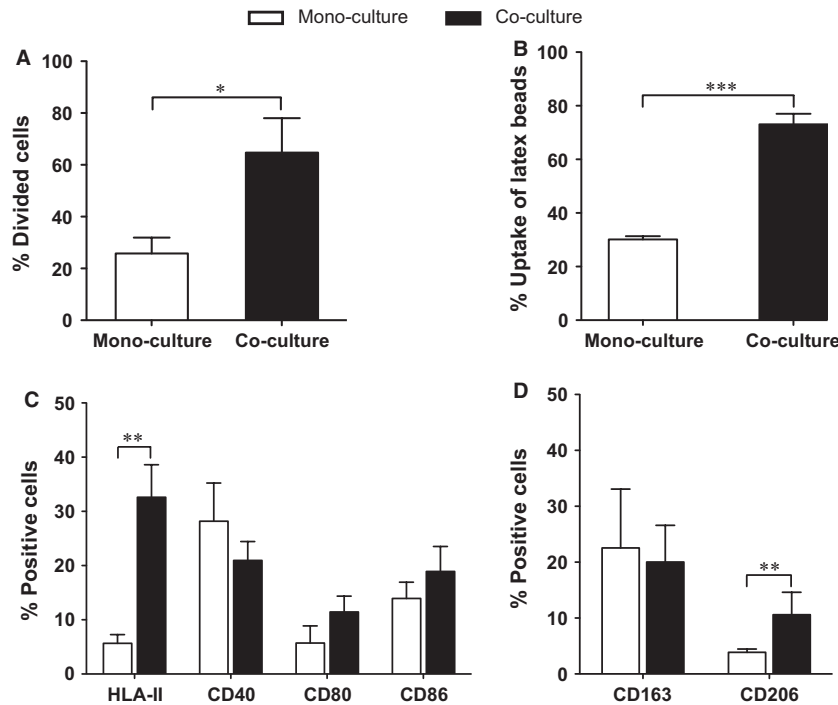 Mono-culture Co-culture
A
% Divided cells
100
80
60
40
20
0
*
Mono-culture Co-culture
B
% Uptake of latex beads
100
80
60
40
20
0
***
Mono-culture Co-culture
C
% Positive cells
50
40
30
20
10
0
**
HLA-II CD40 CD80 CD86
D
% Positive cells
50
40
30
20
10
0
**
CD163 CD206